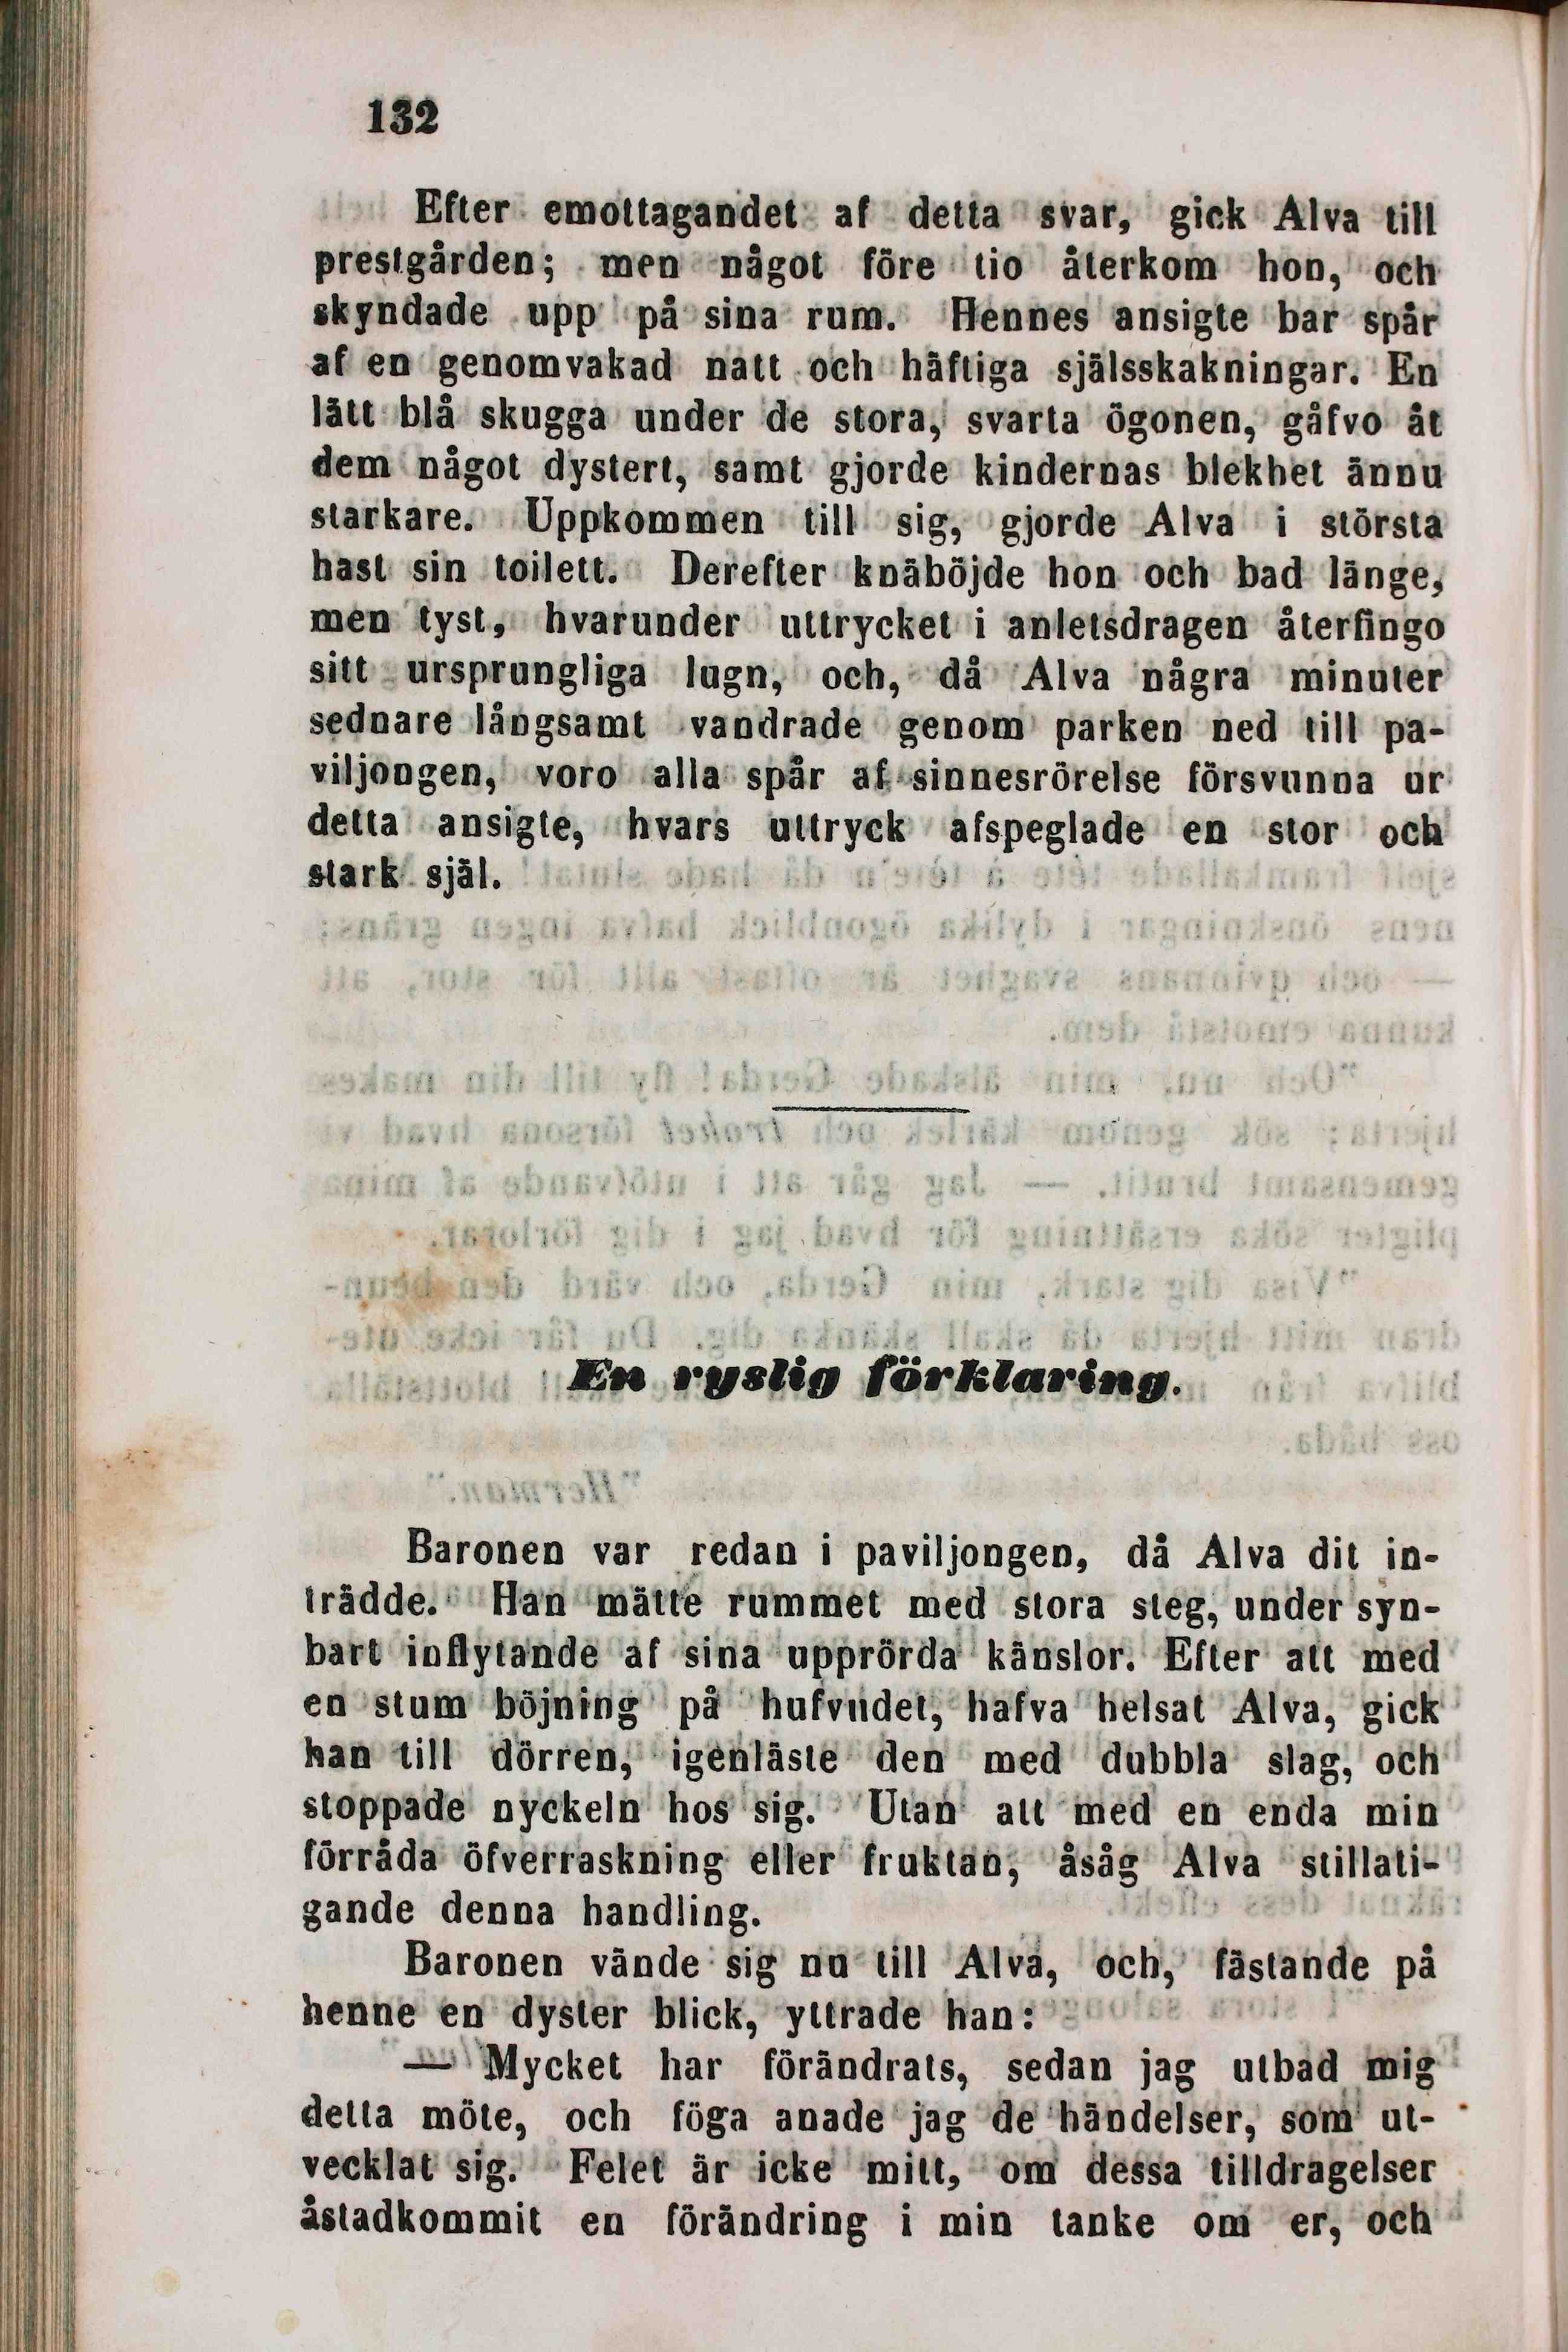 132
Efter emottagandet af detta svar, gick Alva till
prestgården; men något före tio återkom hon, och
skyndade upp på sina rum. Hennes ansigte bar spår
af en genomvakad natt och häftiga själsskakningar. En
lätt blå skugga under de stora, svarta ögonen, gåfvo åt
dem något dystert, samt gjorde kindernas blekhet ännu
starkare. Uppkommen till sig, gjorde Alva i största
hast sin toilett. Derefter knäböjde hon och bad länge,
men tyst, hvarunder uttrycket i anletsdragen återfingo
sitt ursprungliga lugn, och, då Alva några minuter
sednare långsamt vandrade genom parken ned till pa-
viljongen, voro alla spår af sinnesrörelse försvunna ur
detta ansigte, hvars uttryck afspeglade en stor och
stark själ.
En ryslig förklaring.
Baronen var redan i paviljongen, då Alva dit in-
trädde. Han mätte rummet med stora steg, under syn-
bart inflytande af sina upprörda känslor. Efter att med
en stum böjning på hufvudet, hafva helsat Alva, gick
han till dörren, igenläste den med dubbla slag, och
stoppade nyckeln hos sig. Utan att med en enda min
förråda öfverraskning eller fruktan, åsåg Alva stillati-
gande denna handling.
Baronen vände sig nu till Alva, och, fästande på
henne en dyster blick, yttrade han:
— Mycket har förändrats, sedan jag utbad mig
detta möte, och föga anade jag de händelser, som ut-
vecklat sig. Felet är icke mitt, om dessa tilldragelser
åstadkommit en förändring i min tanke om er, och